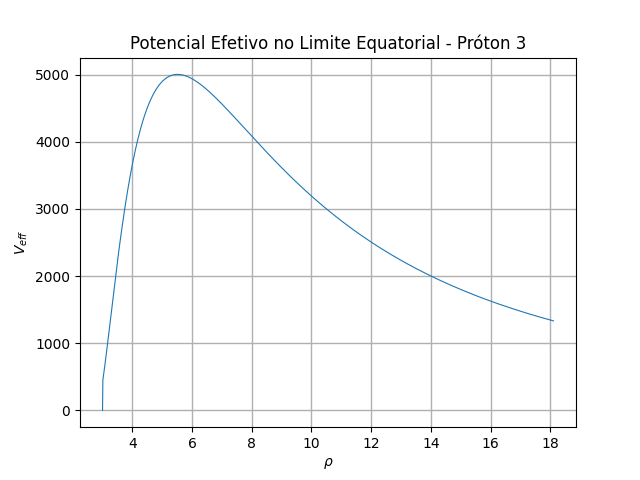 Potencial Efetivo no Limite Equatorial - Próton 3
5000
4000
3000
2000
1000
0
V_eff
4 6 8 10 12 14 16 18
ρ